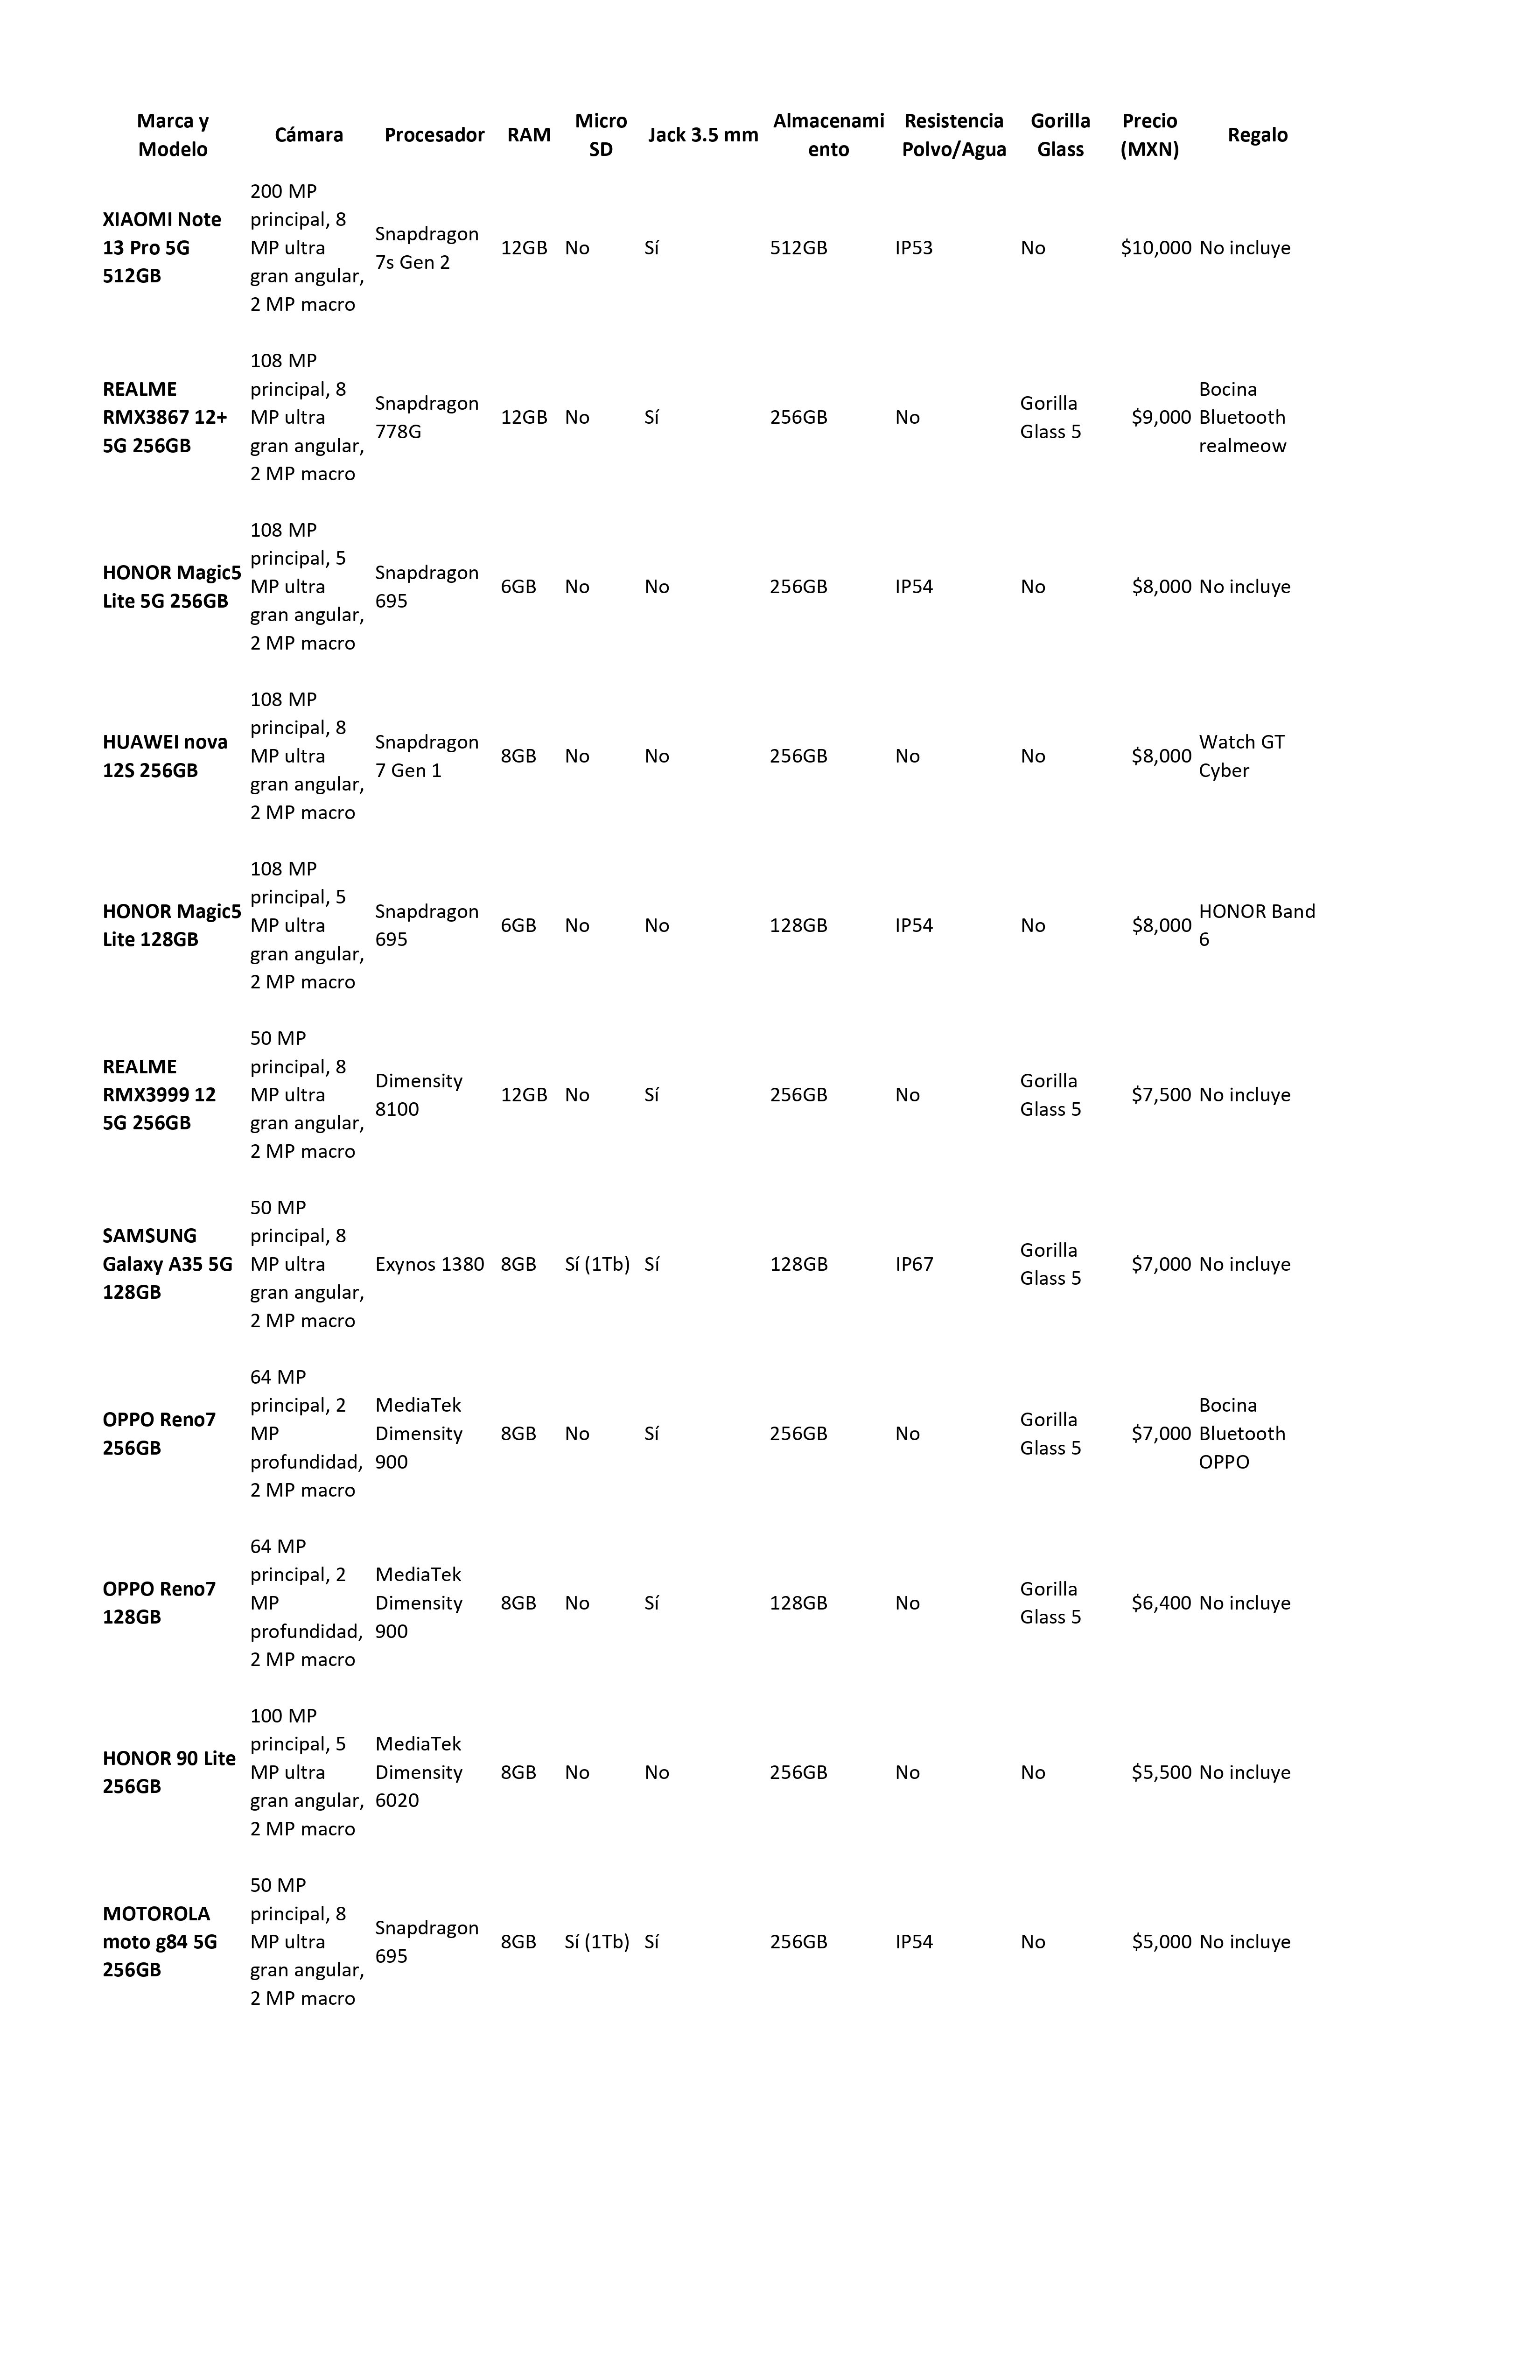 Marca y Modelo Cámara Procesador RAM Micro SD Jack 3.5 mm Almacenami ento Resistencia Polvo/Agua Gorilla Glass Precio (MXN) Regalo
XIAOMI Note 13 Pro 5G 512GB 200 MP principal, 8 MP ultra gran angular, 2 MP macro Snapdragon 7s Gen 2 12GB No Sí 512GB IP53 No $10,000 No incluye
REALME RMX3867 12+ 5G 256GB 108 MP principal, 8 MP ultra gran angular, 2 MP macro Snapdragon 778G 12GB No Sí 256GB No Gorilla Glass 5 $9,000 Bocina Bluetooth realmeow
HONOR Magic5 Lite 5G 256GB 108 MP principal, 5 MP ultra gran angular, 2 MP macro Snapdragon 695 6GB No No 256GB IP54 No $8,000 No incluye
HUAWEI nova 12S 256GB 108 MP principal, 8 MP ultra gran angular, 2 MP macro Snapdragon 7 Gen 1 8GB No No 256GB No No $8,000 Watch GT Cyber
HONOR Magic5 Lite 128GB 108 MP principal, 5 MP ultra gran angular, 2 MP macro Snapdragon 695 6GB No No 128GB IP54 No $8,000 HONOR Band 6
REALME RMX3999 12 5G 256GB 50 MP principal, 8 MP ultra gran angular, 2 MP macro Dimensity 8100 12GB No Sí 256GB No Gorilla Glass 5 $7,500 No incluye
SAMSUNG Galaxy A35 5G 128GB 50 MP principal, 8 MP ultra gran angular, 2 MP macro Exynos 1380 8GB Sí (1Tb) Sí 128GB IP67 Gorilla Glass 5 $7,000 No incluye
OPPO Reno7 256GB 64 MP principal, 2 MP profundidad, 2 MP macro MediaTek Dimensity 900 8GB No Sí 256GB No Gorilla Glass 5 $7,000 Bocina Bluetooth OPPO
OPPO Reno7 128GB 64 MP principal, 2 MP profundidad, 2 MP macro MediaTek Dimensity 900 8GB No Sí 128GB No Gorilla Glass 5 $6,400 No incluye
HONOR 90 Lite 256GB 100 MP principal, 5 MP ultra gran angular, 2 MP macro MediaTek Dimensity 6020 8GB No No 256GB No No $5,500 No incluye
MOTOROLA moto g84 5G 256GB 50 MP principal, 8 MP ultra gran angular, 2 MP macro Snapdragon 695 8GB Sí (1Tb) Sí 256GB IP54 No $5,000 No incluye